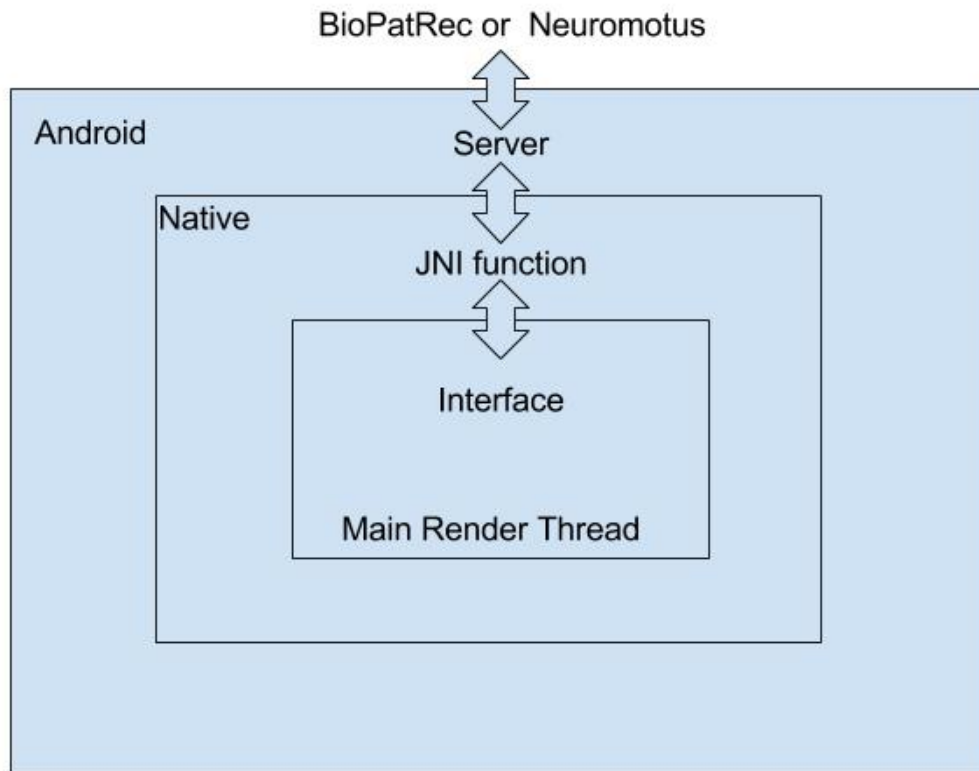 BioPatRec or Neuromotus
Android
Server
Native
JNI function
Interface
Main Render Thread